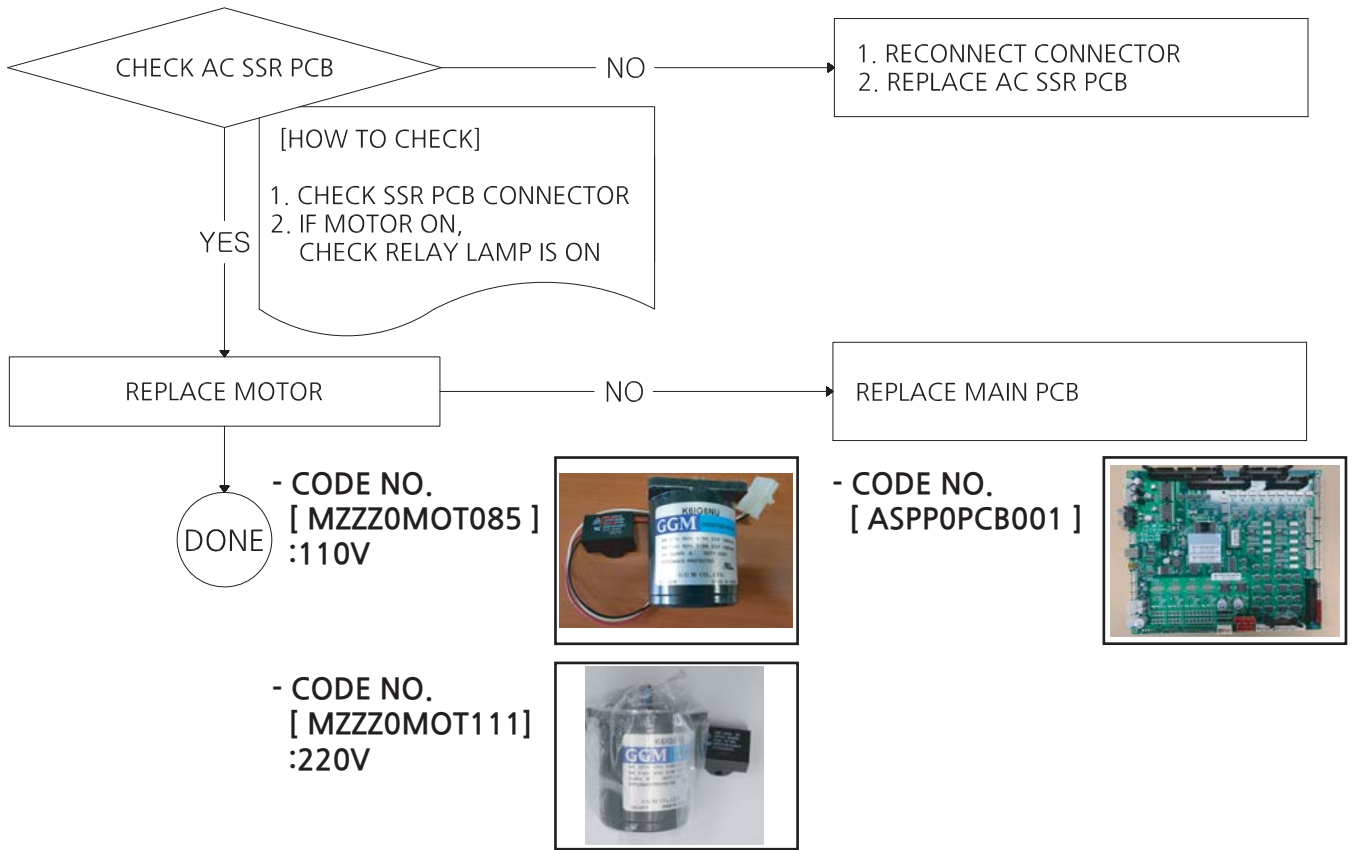 CHECK AC SSR PCB
NO
1. RECONNECT CONNECTOR
2. REPLACE AC SSR PCB
[HOW TO CHECK]
1. CHECK SSR PCB CONNECTOR
2. IF MOTOR ON,
CHECK RELAY LAMP IS ON
YES
REPLACE MOTOR
NO
REPLACE MAIN PCB
DONE
- CODE NO.
[ MZZZ0MOT085 ]
:110V
K6IG6NU
GGM
- CODE NO.
[ ASPP0PCB001 ]
- CODE NO.
[ MZZZ0MOT111]
:220V
GGM